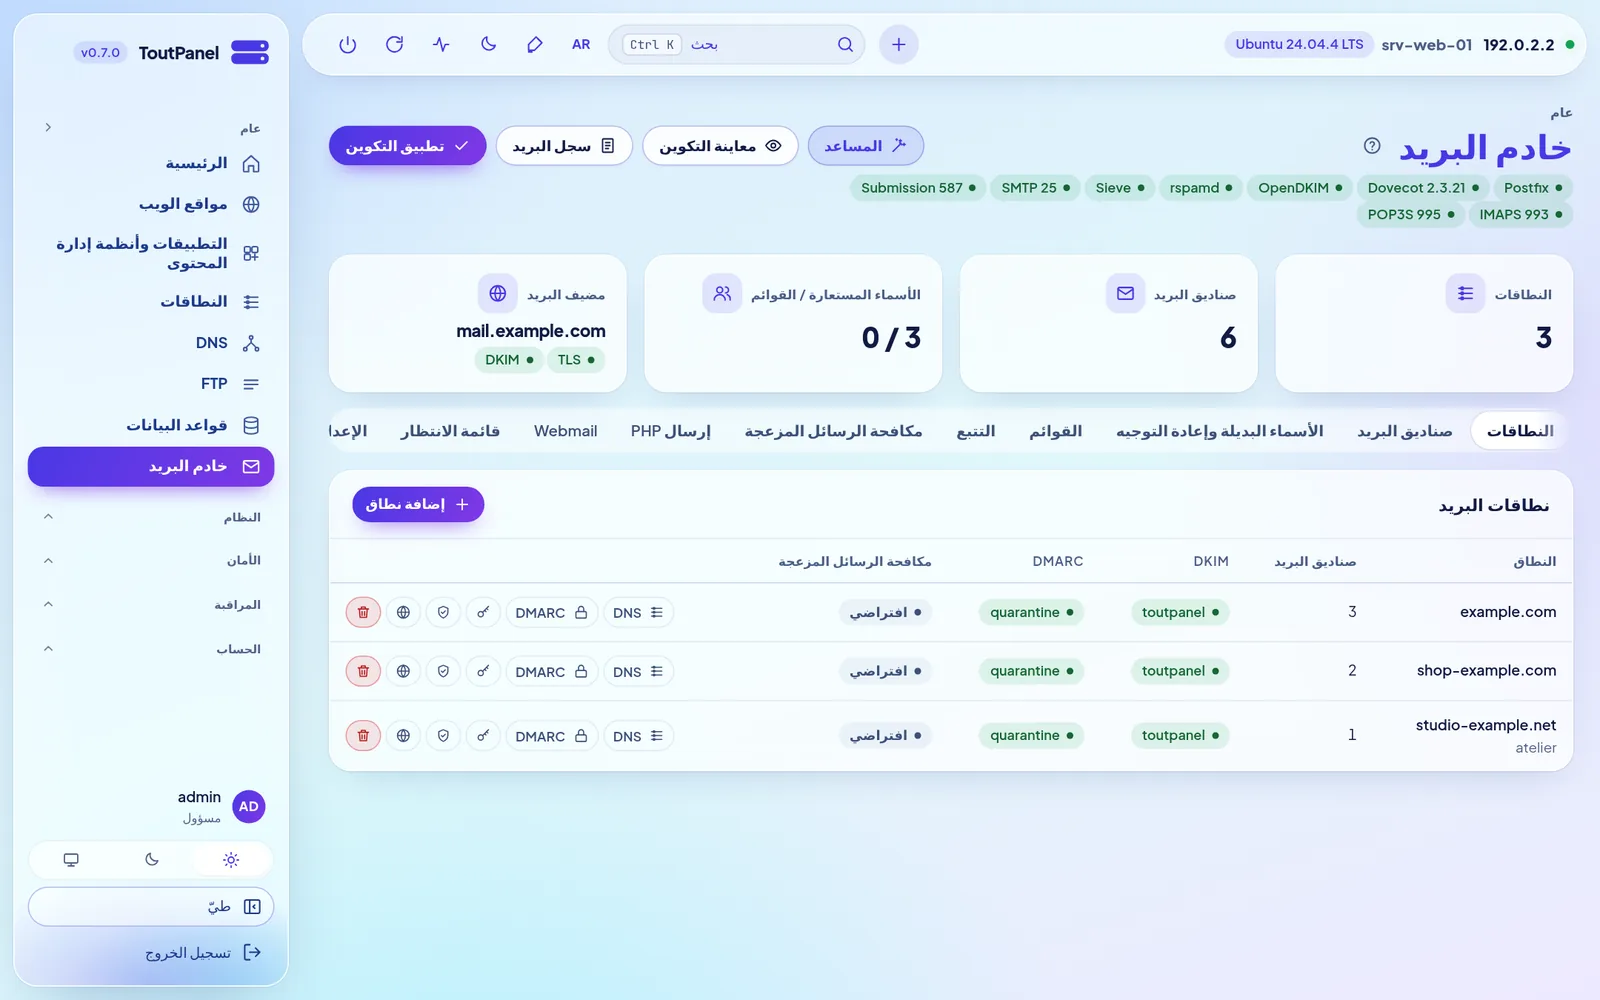 ToutPanel v0.7.0
عام
الرئيسية
مواقع الويب
التطبيقات وأنظمة إدارة
المحتوى
النطاقات
DNS
FTP
قواعد البيانات
خادم البريد
النظام
الأمان
المراقبة
الحساب
AD admin
مسؤول
طيّ
تسجيل الخروج
192.0.2.2 srv-web-01 Ubuntu 24.04.4 LTS
بحث Ctrl K AR
عام
خادم البريد
المساعد معاينة التكوين سجل البريد تطبيق التكوين
Postfix Dovecot 2.3.21 OpenDKIM rspamd Sieve SMTP 25 Submission 587
IMAPS 993 POP3S 995
النطاقات
3
صناديق البريد
6
الأسماء المستعارة / القوائم
0 / 3
مضيف البريد
mail.example.com
TLS DKIM
النطاقات صناديق البريد الأسماء البديلة وإعادة التوجيه القوائم التتبع مكافحة الرسائل المزعجة إرسال PHP Webmail قائمة الانتظار
نطاقات البريد إضافة نطاق
النطاق صناديق البريد DKIM DMARC مكافحة الرسائل المزعجة
example.com 3 toutpanel quarantine افتراضي DNS DMARC
shop-example.com 2 toutpanel quarantine افتراضي DNS DMARC
studio-example.net 1 toutpanel quarantine افتراضي DNS DMARC
atelier